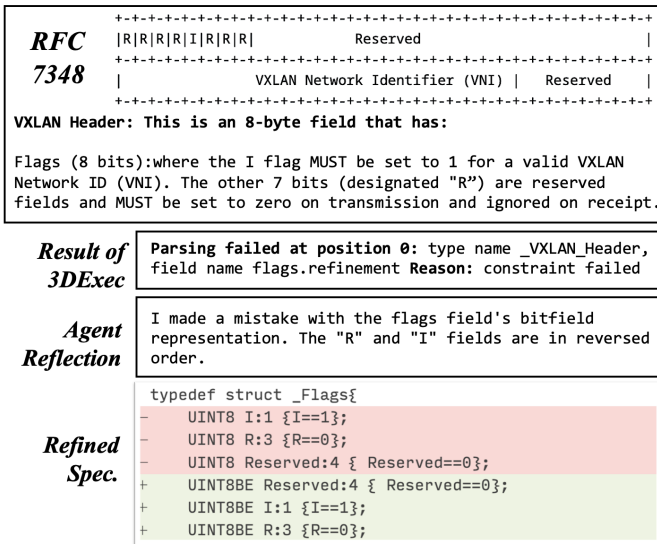 RFC 7348
+-+-+-+-+-+-+-+-+-+-+-+-+-+-+-+-+-+-+-+-+-+-+-+-+-+-+-+-+-+-+-+-+
|R|R|R|R|I|R|R|R|            Reserved                           |
+-+-+-+-+-+-+-+-+-+-+-+-+-+-+-+-+-+-+-+-+-+-+-+-+-+-+-+-+-+-+-+-+
|                VXLAN Network Identifier (VNI) |   Reserved    |
+-+-+-+-+-+-+-+-+-+-+-+-+-+-+-+-+-+-+-+-+-+-+-+-+-+-+-+-+-+-+-+-+
VXLAN Header: This is an 8-byte field that has:
Flags (8 bits):where the I flag MUST be set to 1 for a valid VXLAN
Network ID (VNI). The other 7 bits (designated "R”) are reserved
fields and MUST be set to zero on transmission and ignored on receipt.
Result of
3DExec
Parsing failed at position 0: type name _VXLAN_Header,
field name flags.refinement Reason: constraint failed
Agent
Reflection
I made a mistake with the flags field's bitfield
representation. The "R" and "I" fields are in reversed
order.
Refined
Spec.
typedef struct _Flags{
-    UINT8 I:1 {I==1};
-    UINT8 R:3 {R==0};
-    UINT8 Reserved:4 { Reserved==0};
+    UINT8BE Reserved:4 { Reserved==0};
+    UINT8BE I:1 {I==1};
+    UINT8BE R:3 {R==0};